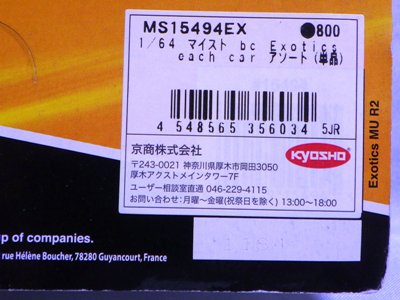 MS15494EX ●800
1/64 マイスト bc Exotics
each car アソート(単品)
4 548565 356034 5JR
京商株式会社
〒243-0021 神奈川県厚木市岡田3050
厚木アクストメインタワー7F
ユーザー相談室直通 046-229-4115
お問い合わせ:月曜〜金曜(祝祭日を除く) 13:00〜18:00
KYOSHO
Exotics MU R2
up of companies.
rue Hélène Boucher, 78280 Guyancourt, France